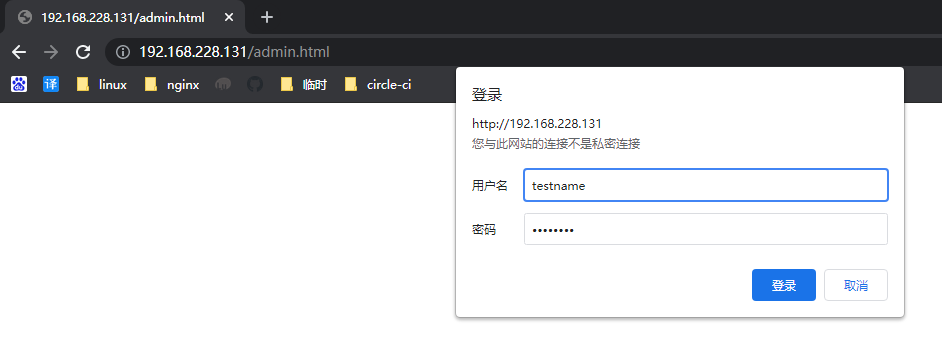 192.168.228.131/admin.html
192.168.228.131/admin.html
du 译 linux nginx 临时 circle-ci
登录
http://192.168.228.131
您与此网站的连接不是私密连接
用户名 testname
密码 ••••••••
登录 取消